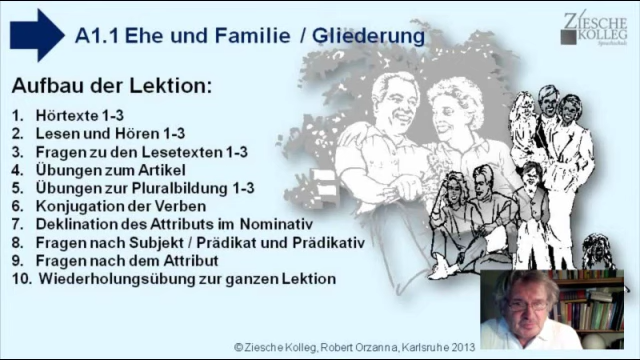 A1.1 Ehe und Familie / Gliederung
ZIESCHE
KOLLEG
Sprachschule
Aufbau der Lektion:
1. Hörtexte 1-3
2. Lesen und Hören 1-3
3. Fragen zu den Lesetexten 1-3
4. Übungen zum Artikel
5. Übungen zur Pluralbildung 1-3
6. Konjugation der Verben
7. Deklination des Attributs im Nominativ
8. Fragen nach Subjekt / Prädikat und Prädikativ
9. Fragen nach dem Attribut
10. Wiederholungsübung zur ganzen Lektion
©Ziesche Kolleg, Robert Orzanna, Karlsruhe 2013